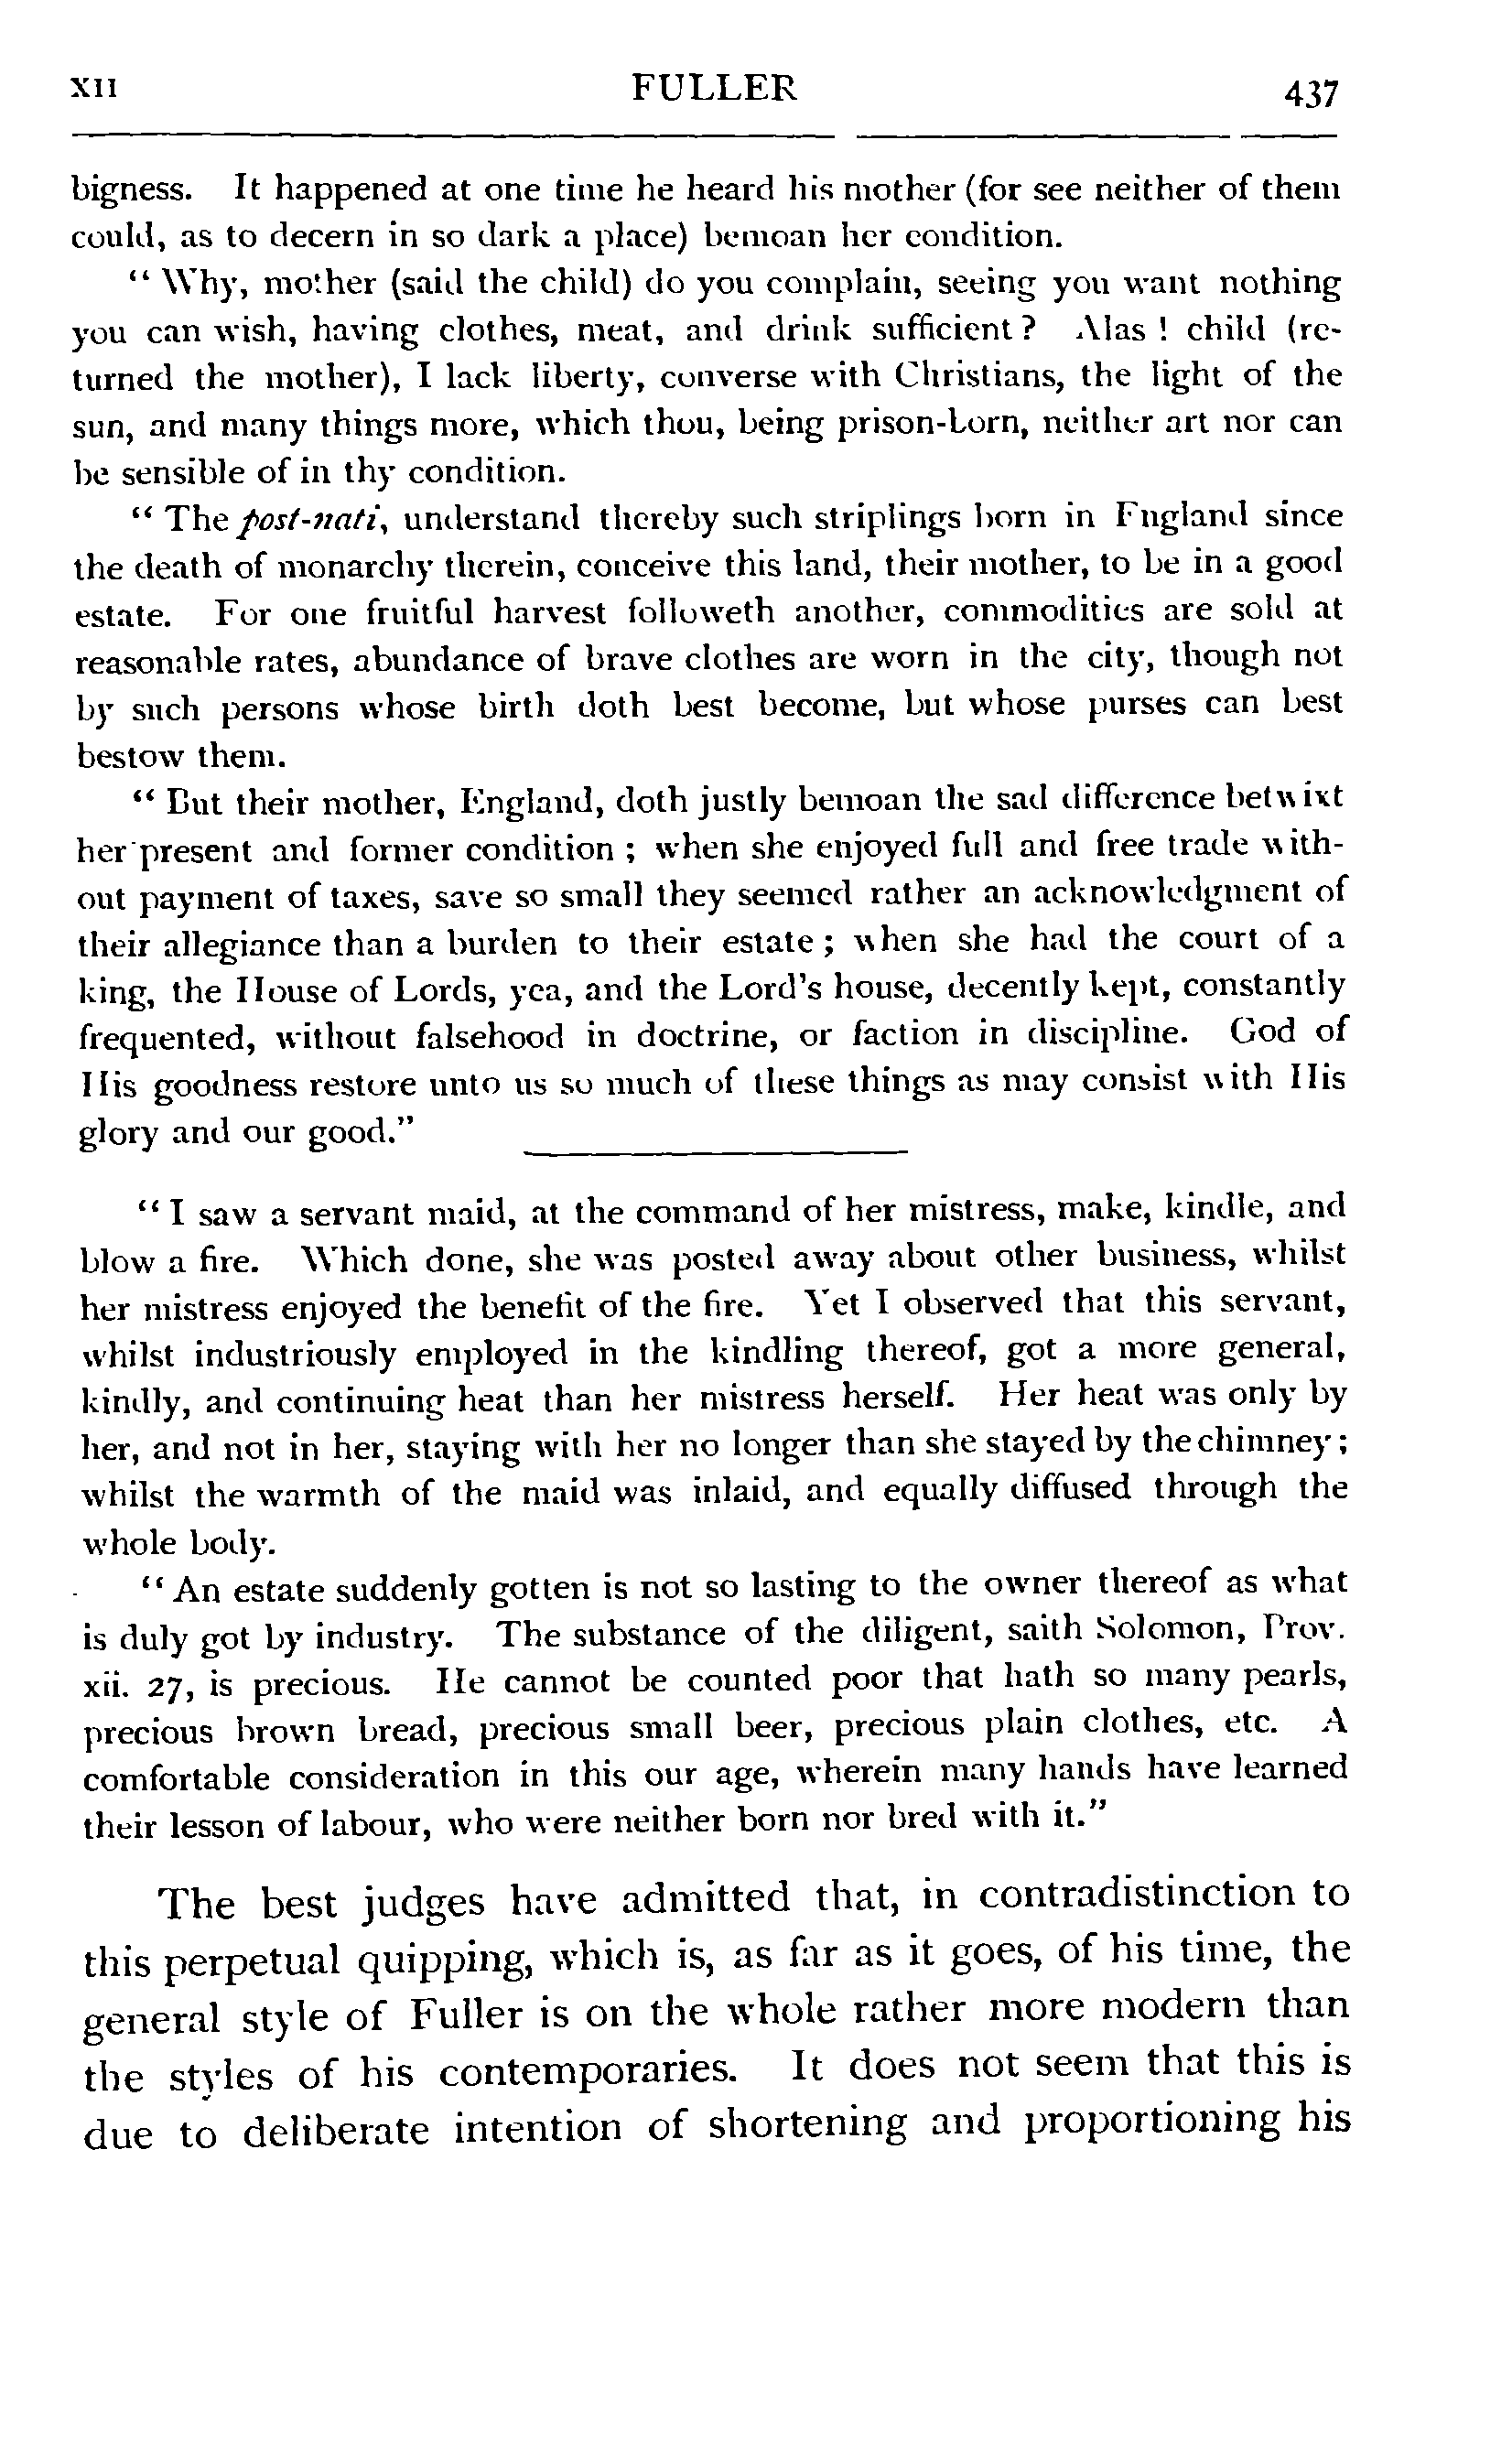 XII FULLER 437
bigness. It happened at one time he heard his mother (for see neither of them
could, as to decern in so dark a place) bemoan her condition.
“ Why, mother (said the child) do you complain, seeing you want nothing
you can wish, having clothes, meat, and drink sufficient ? Alas ! child (re-
turned the mother), I lack liberty, converse with Christians, the light of the
sun, and many things more, which thou, being prison-born, neither art nor can
be sensible of in thy condition.
“ The post-nati, understand thereby such striplings born in England since
the death of monarchy therein, conceive this land, their mother, to be in a good
estate. For one fruitful harvest followeth another, commodities are sold at
reasonable rates, abundance of brave clothes are worn in the city, though not
by such persons whose birth doth best become, but whose purses can best
bestow them.
“ But their mother, England, doth justly bemoan the sad difference betwixt
her present and former condition ; when she enjoyed full and free trade with-
out payment of taxes, save so small they seemed rather an acknowledgment of
their allegiance than a burden to their estate ; when she had the court of a
king, the House of Lords, yea, and the Lord’s house, decently kept, constantly
frequented, without falsehood in doctrine, or faction in discipline. God of
His goodness restore unto us so much of these things as may consist with His
glory and our good.”
“ I saw a servant maid, at the command of her mistress, make, kindle, and
blow a fire. Which done, she was posted away about other business, whilst
her mistress enjoyed the benefit of the fire. Yet I observed that this servant,
whilst industriously employed in the kindling thereof, got a more general,
kindly, and continuing heat than her mistress herself. Her heat was only by
her, and not in her, staying with her no longer than she stayed by the chimney ;
whilst the warmth of the maid was inlaid, and equally diffused through the
whole body.
“ An estate suddenly gotten is not so lasting to the owner thereof as what
is duly got by industry. The substance of the diligent, saith Solomon, Prov.
xii. 27, is precious. He cannot be counted poor that hath so many pearls,
precious brown bread, precious small beer, precious plain clothes, etc. A
comfortable consideration in this our age, wherein many hands have learned
their lesson of labour, who were neither born nor bred with it.”
The best judges have admitted that, in contradistinction to
this perpetual quipping, which is, as far as it goes, of his time, the
general style of Fuller is on the whole rather more modern than
the styles of his contemporaries. It does not seem that this is
due to deliberate intention of shortening and proportioning his